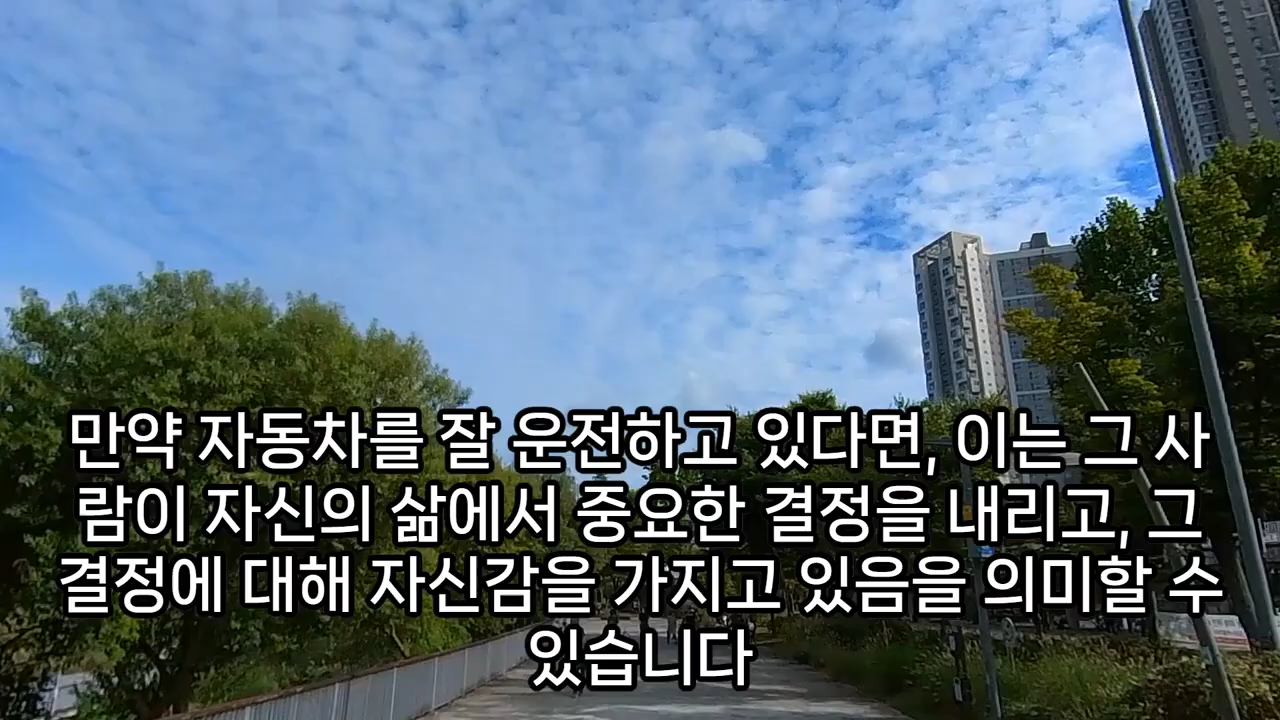 만약 자동차를 잘 운전하고 있다면, 이는 그 사
람이 자신의 삶에서 중요한 결정을 내리고, 그
결정에 대해 자신감을 가지고 있음을 의미할 수
있습니다